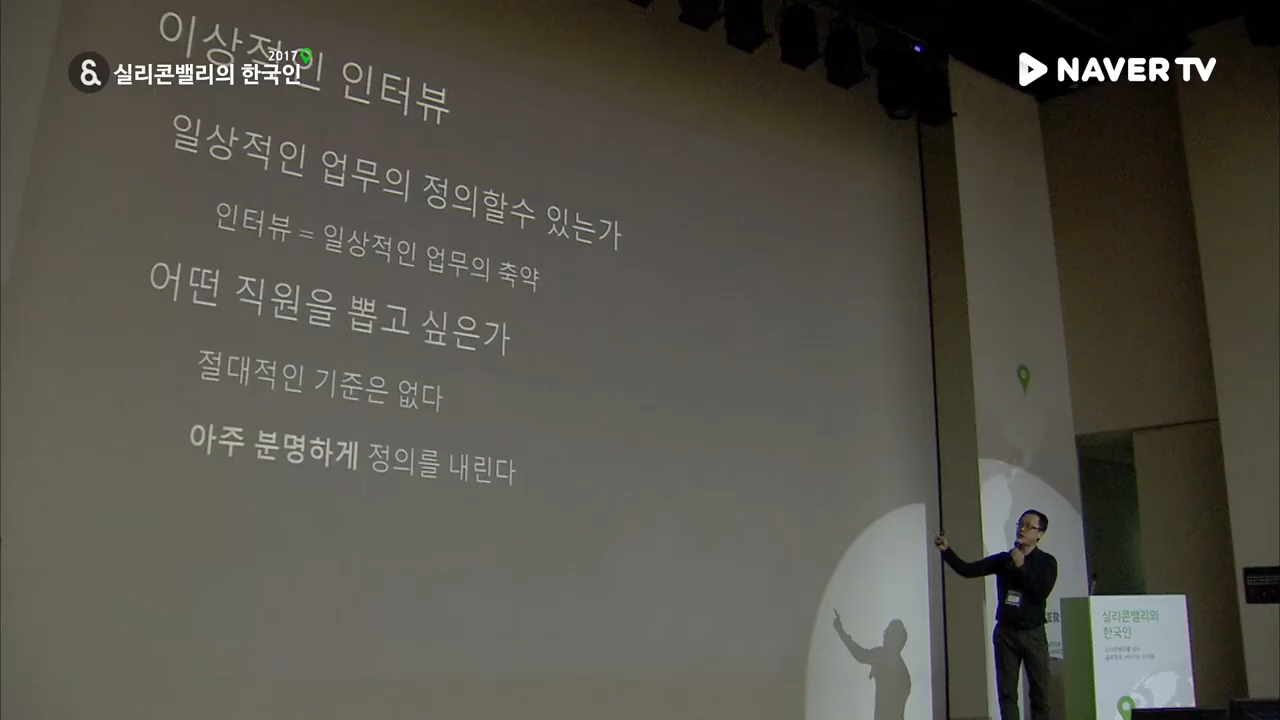 이상적인 인터뷰
2017
& 실리콘밸리의 한국인
NAVER TV
일상적인 업무의 정의할수 있는가
인터뷰 = 일상적인 업무의 축약
어떤 직원을 뽑고 싶은가
절대적인 기준은 없다
아주 분명하게 정의를 내린다
실리콘밸리의
한국인